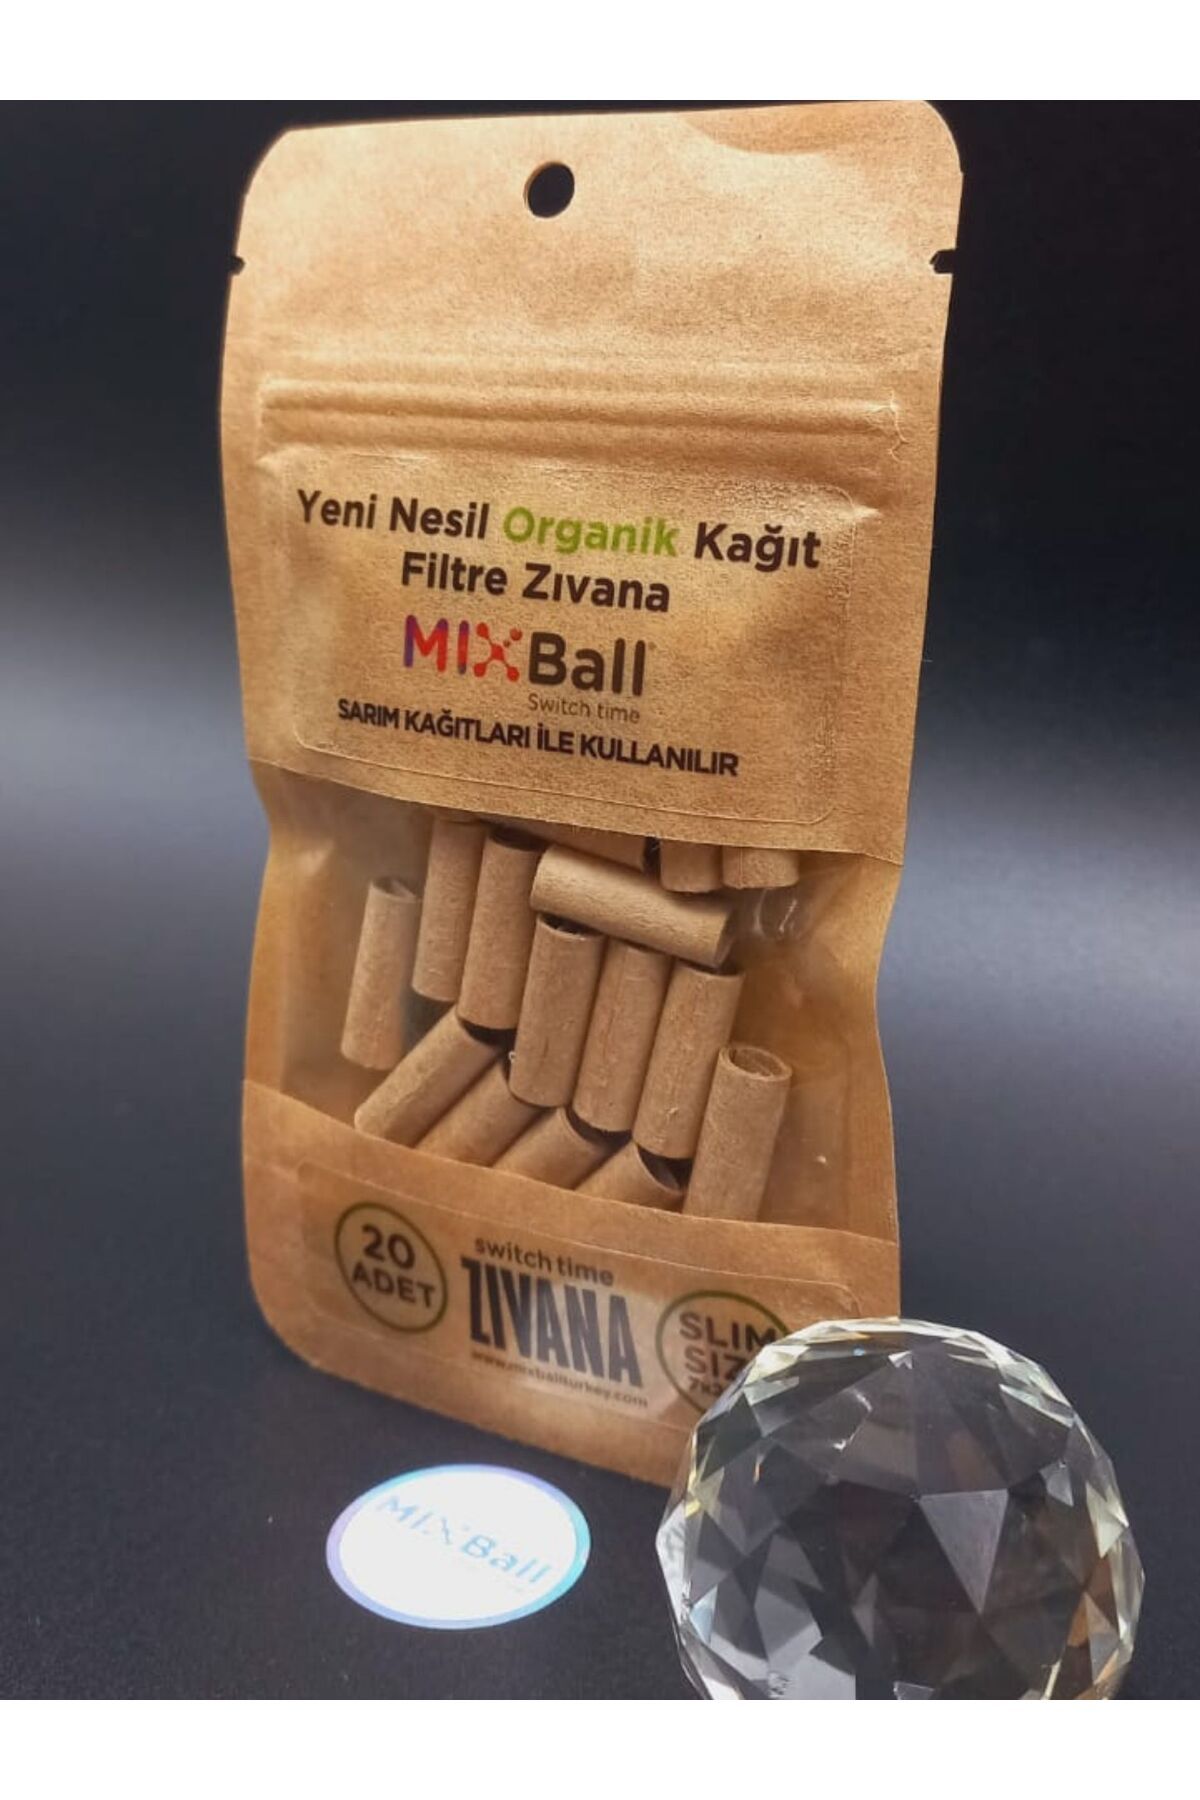 Yeni Nesil Organik Kağıt
Filtre Zıvana
MIXBall
Switch time
SARIM KAĞITLARI İLE KULLANILIR
20
ADET
switch time
ZIVANA
www.mixballturkey.com
SLIM
MIXBall